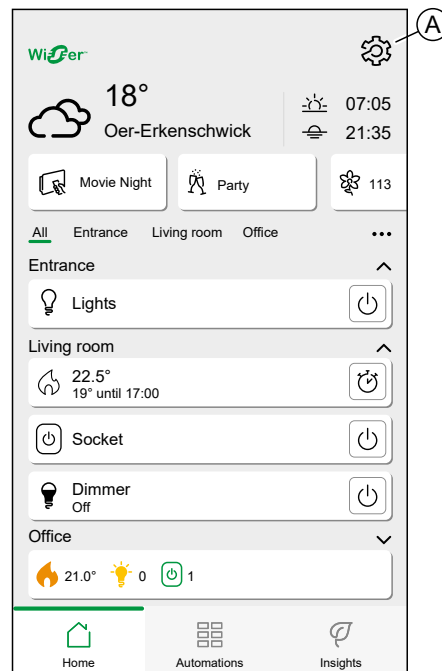 A
Wiser
18°
Oer-Erkenschwick
07:05
21:35
Movie Night
Party
113
All Entrance Living room Office
Entrance
Lights
Living room
22.5°
19° until 17:00
Socket
Dimmer
Off
Office
21.0° 0 1
Home Automations Insights